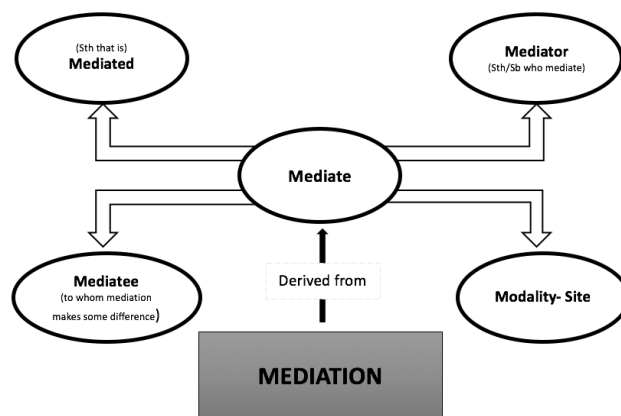 (Sth that is)
Mediated
Mediator
(Sth/Sb who mediate)
Mediate
Mediatee
(to whom mediation
makes some difference)
Derived from
Modality- Site
MEDIATION